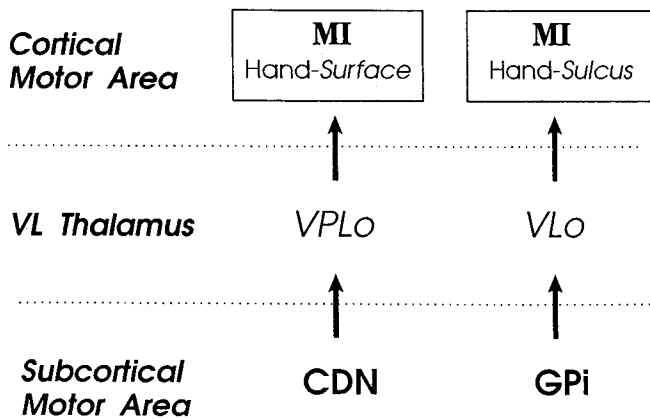 Cortical
Motor Area
MI
Hand-Surface
MI
Hand-Sulcus
VL Thalamus
VPLo
VLo
Subcortical
Motor Area
CDN
GPi